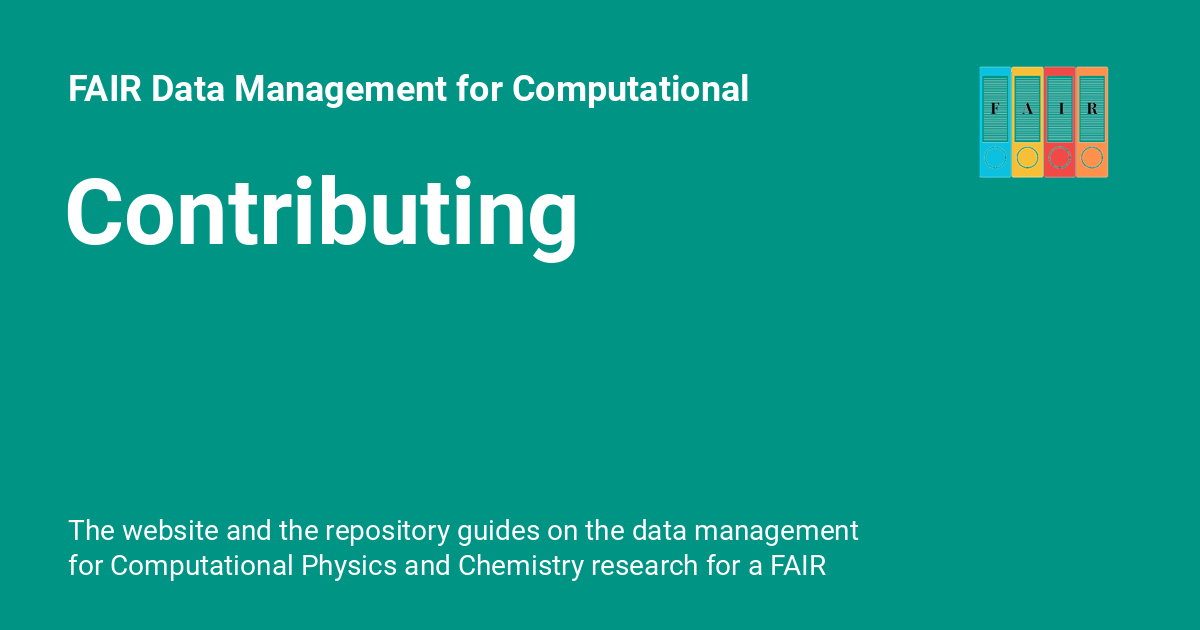 FAIR Data Management for Computational
F A I R
Contributing
The website and the repository guides on the data management
for Computational Physics and Chemistry research for a FAIR